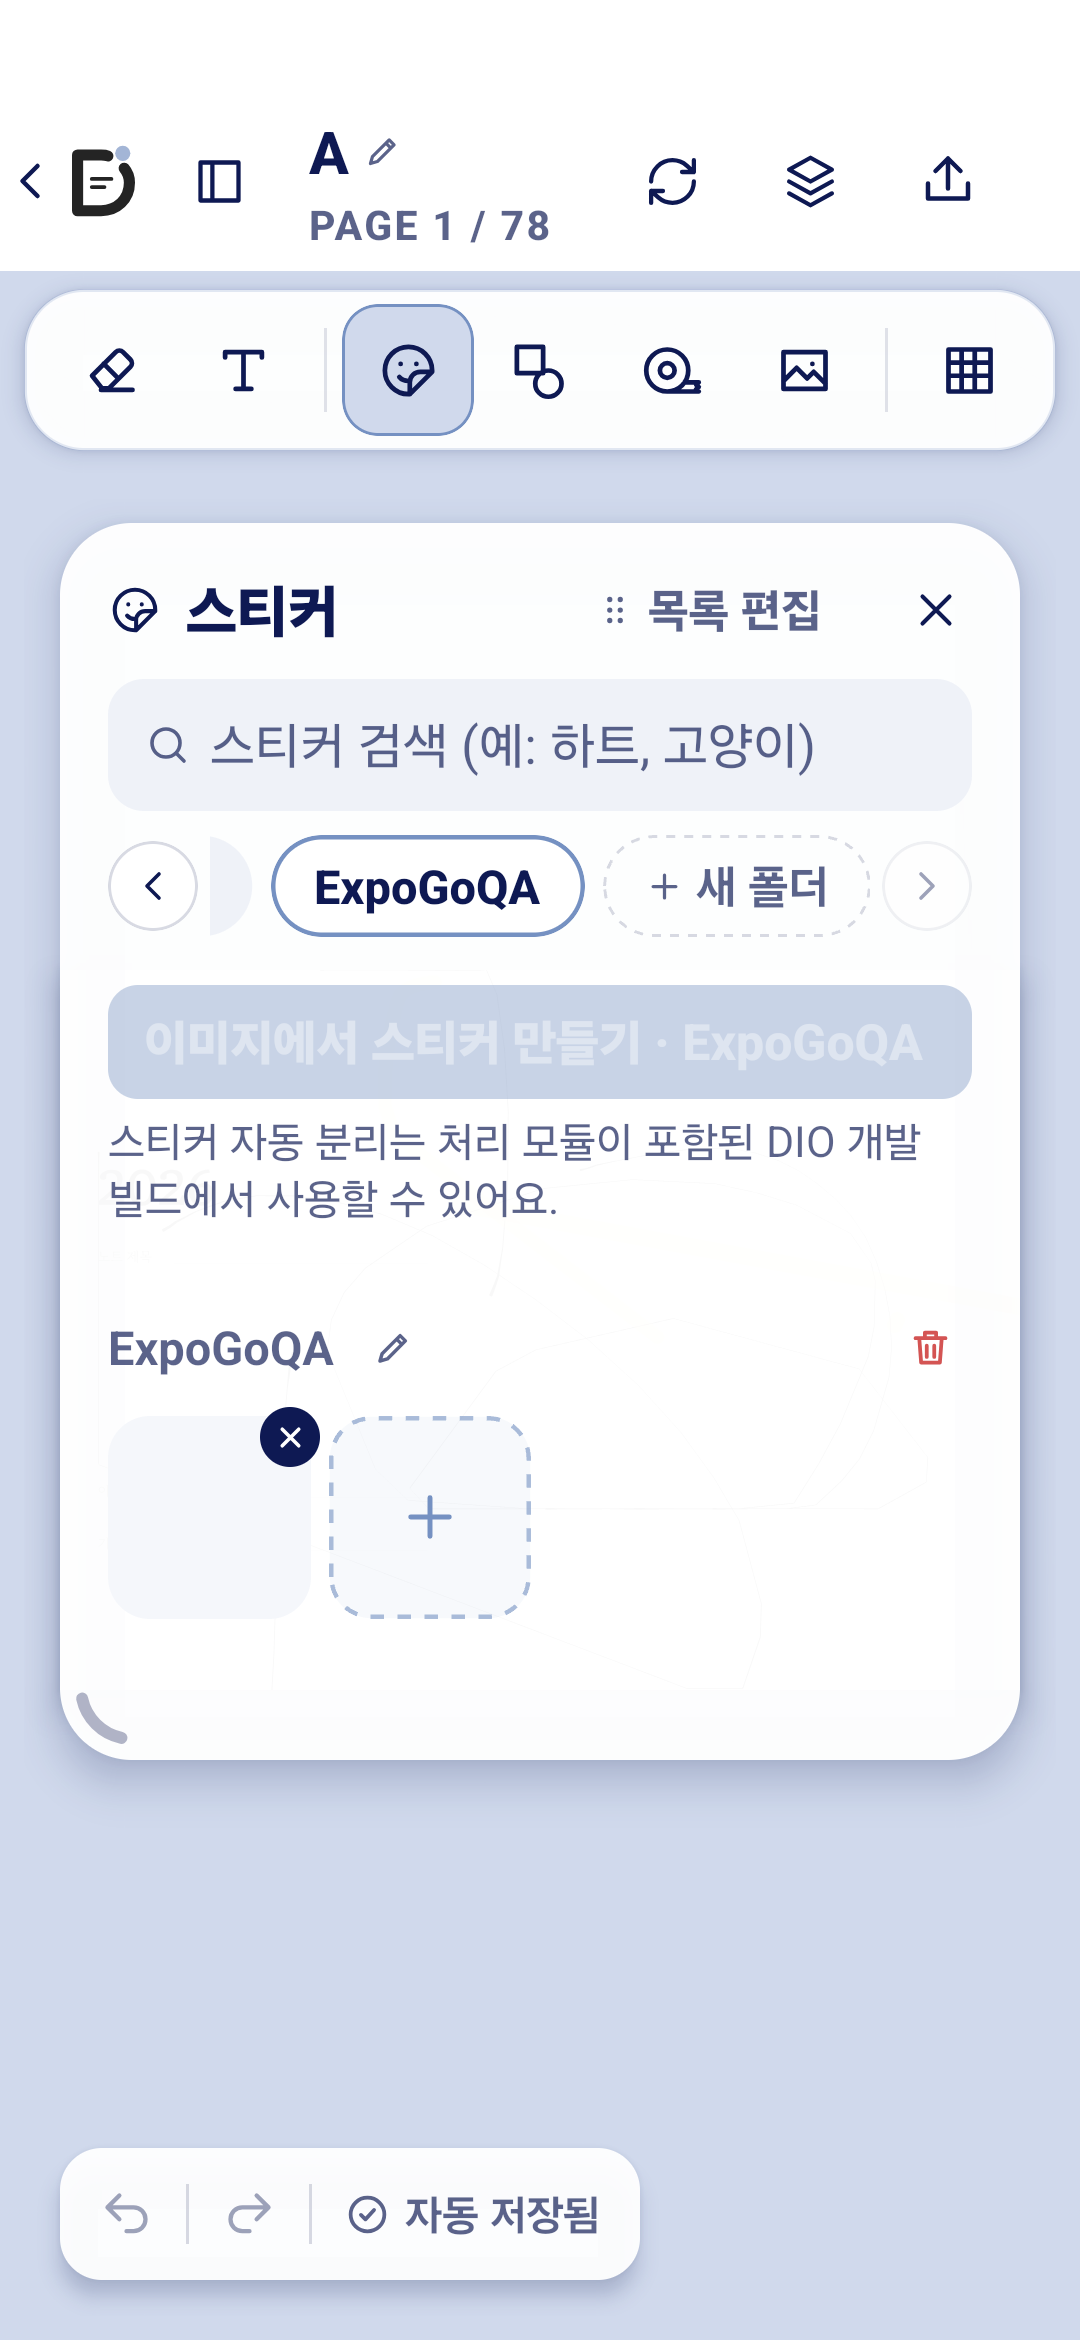 A
PAGE 1 / 78
스티커
목록 편집
스티커 검색 (예: 하트, 고양이)
ExpoGoQA
새 폴더
이미지에서 스티커 만들기 · ExpoGoQA
스티커 자동 분리는 처리 모듈이 포함된 DIO 개발
빌드에서 사용할 수 있어요.
ExpoGoQA
자동 저장됨